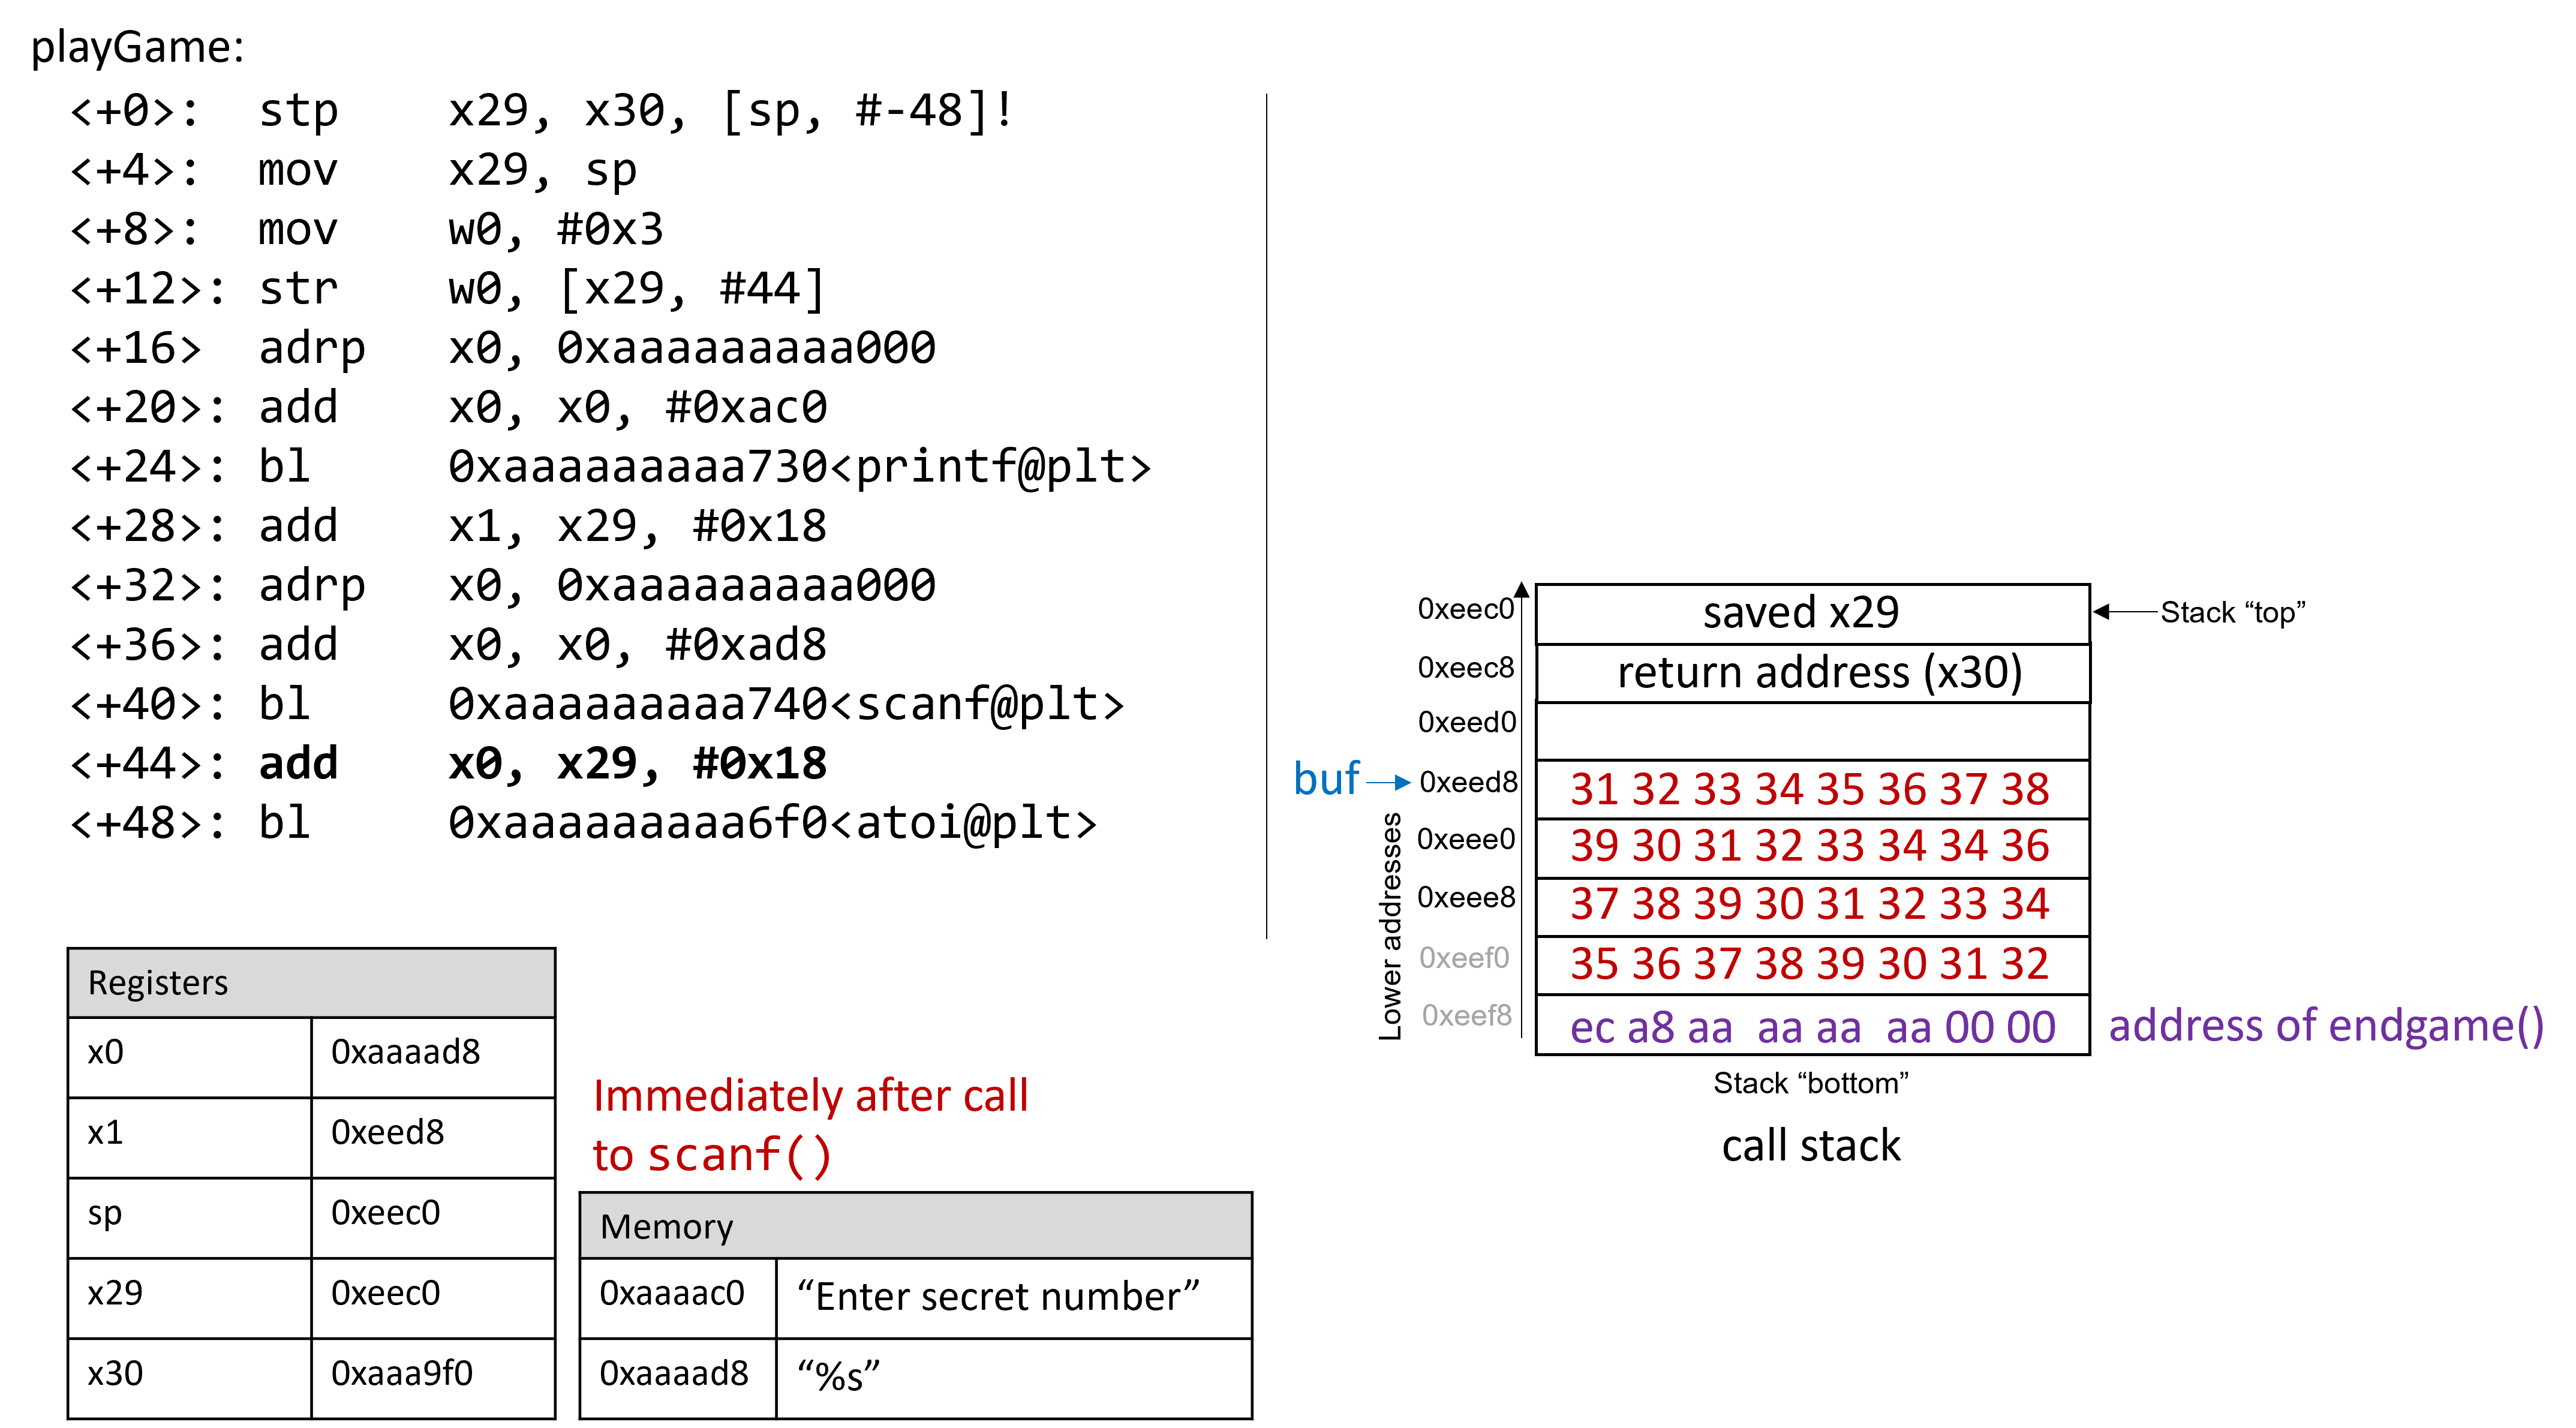 playGame:
<+0>: stp x29, x30, [sp, #-48]!
<+4>: mov x29, sp
<+8>: mov w0, #0x3
<+12>: str w0, [x29, #44]
<+16> adrp x0, 0xaaaaaaaaa000
<+20>: add x0, x0, #0xac0
<+24>: bl 0xaaaaaaaaa730<printf@plt>
<+28>: add x1, x29, #0x18
<+32>: adrp x0, 0xaaaaaaaaa000
<+36>: add x0, x0, #0xad8
<+40>: bl 0xaaaaaaaaa740<scanf@plt>
<+44>: add x0, x29, #0x18
<+48>: bl 0xaaaaaaaaa6f0<atoi@plt>
Registers
x0 0xaaaad8
x1 0xeed8
sp 0xeec0
x29 0xeec0
x30 0xaaa9f0
Immediately after call
to scanf()
Memory
0xaaaac0 “Enter secret number”
0xaaaad8 “%s”
0xeec0 saved x29 Stack “top”
0xeec8 return address (x30)
0xeed0
buf 0xeed8 31 32 33 34 35 36 37 38
0xeee0 39 30 31 32 33 34 34 36
0xeee8 37 38 39 30 31 32 33 34
0xeef0 35 36 37 38 39 30 31 32
0xeef8 ec a8 aa aa aa aa 00 00 address of endgame()
Lower addresses
Stack “bottom”
call stack